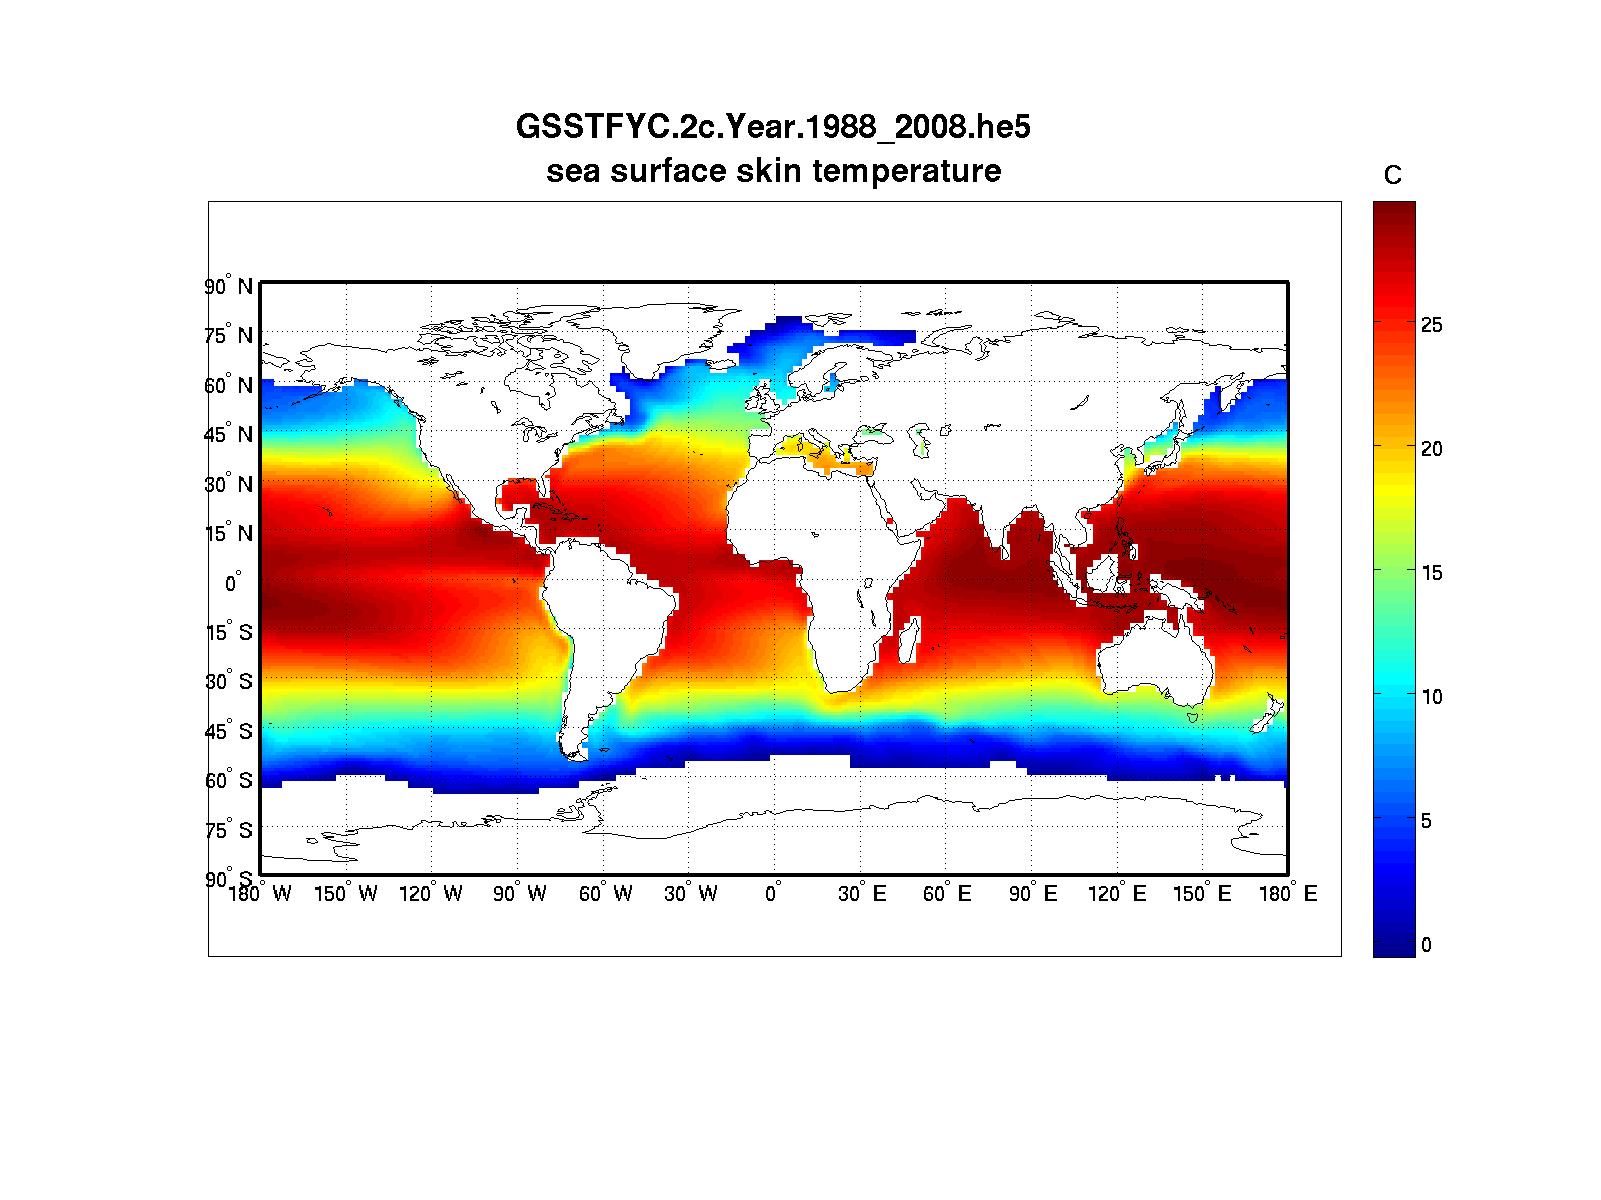 GSSTFYC.2c.Year.1988_2008.he5
sea surface skin temperature
C
90° N
75° N
60° N
45° N
30° N
15° N
0°
15° S
30° S
45° S
60° S
75° S
90° S
180° W 150° W 120° W 90° W 60° W 30° W 0° 30° E 60° E 90° E 120° E 150° E 180° E
25
20
15
10
5
0